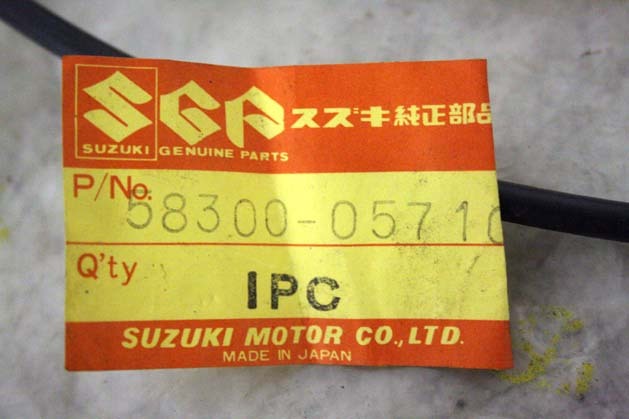 SGP スズキ純正部品
SUZUKI GENUINE PARTS
P/No. 58300-05710
Q'ty 1PC
SUZUKI MOTOR CO., LTD.
MADE IN JAPAN